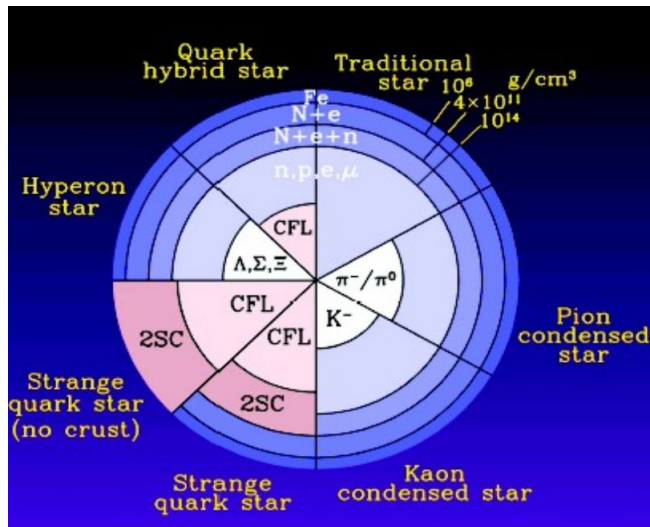 Quark
hybrid star
Traditional
star
10⁶
g/cm³
4×10¹¹
10¹⁴
Fe
N+e
N+e+n
n,p,e,μ
Hyperon
star
CFL
Λ,Σ,Ξ
π⁻/π⁰
K⁻
CFL
CFL
2SC
2SC
Pion
condensed
star
Strange
quark star
(no crust)
Strange
quark star
Kaon
condensed star